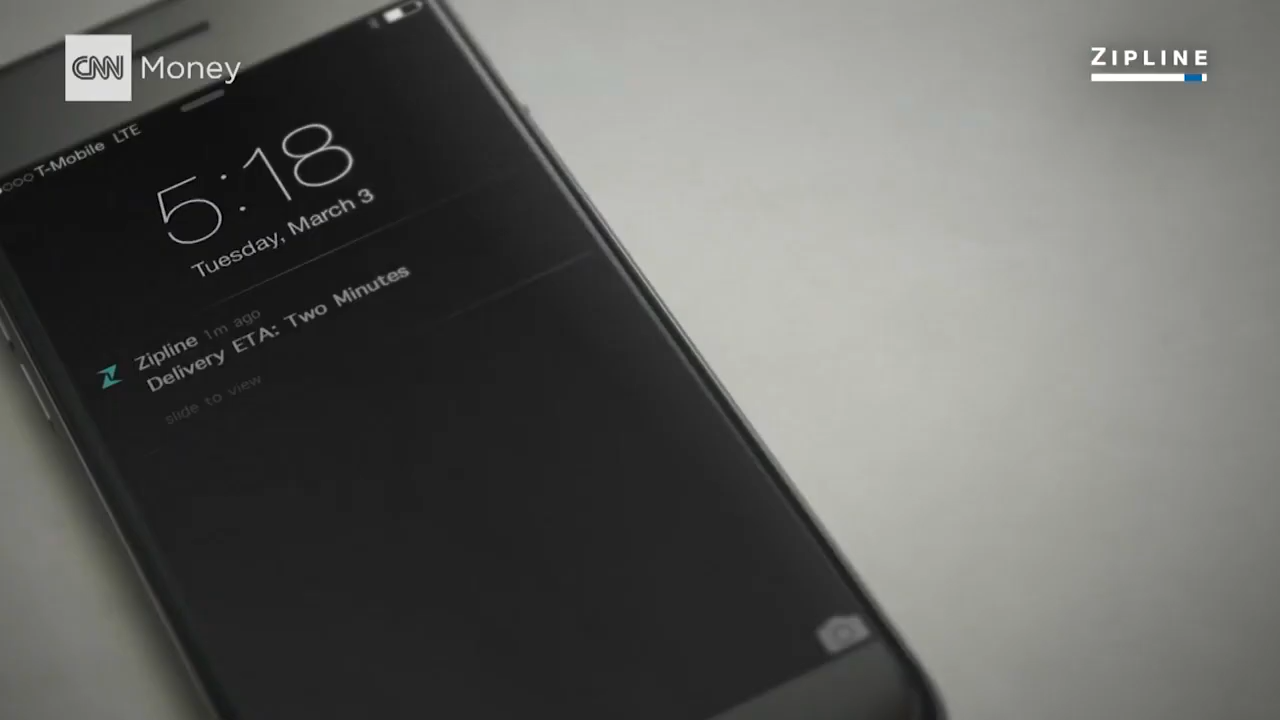 CNN Money
ZIPLINE
T-Mobile LTE
5:18
Tuesday, March 3
Zipline 1m ago
Delivery ETA: Two Minutes
slide to view